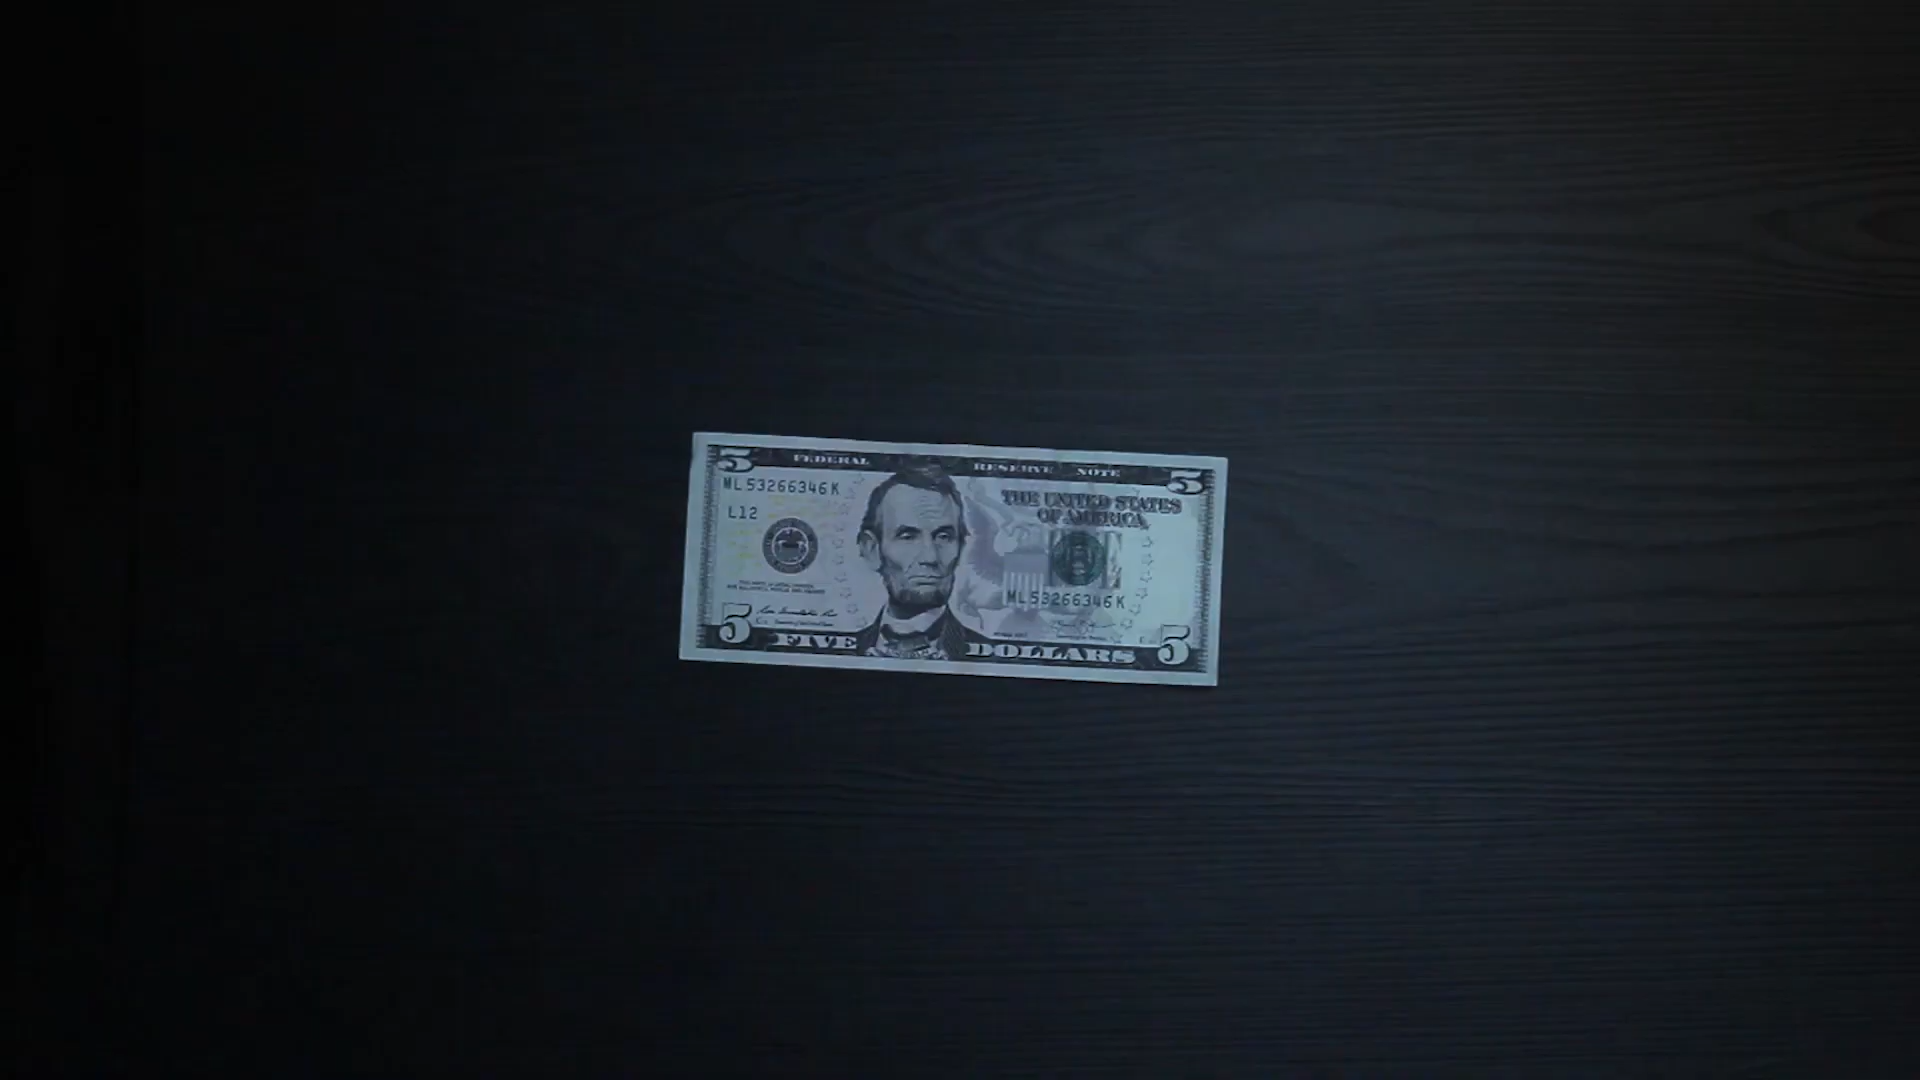 5 FEDERAL RESERVE NOTE 5
ML 53266346 K
THE UNITED STATES
OF AMERICA
L12
ML 53266346 K
5 FIVE DOLLARS 5